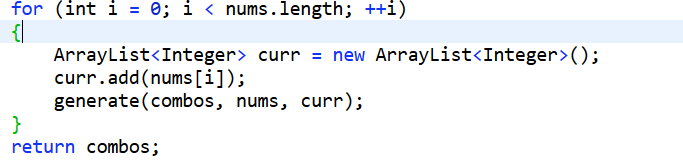 for (int i = 0; i < nums.length; ++i)
{
    ArrayList<Integer> curr = new ArrayList<Integer>();
    curr.add(nums[i]);
    generate(combos, nums, curr);
}
return combos;